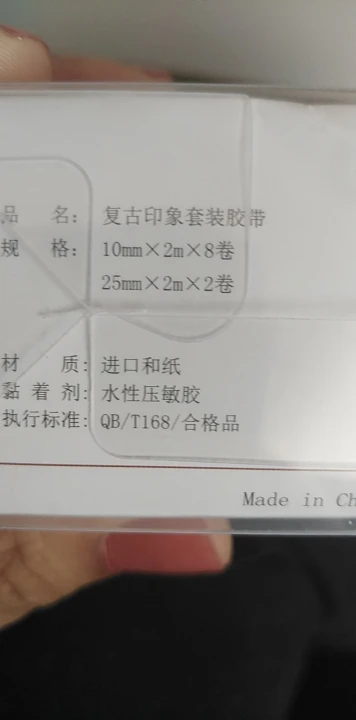 品 名: 复古印象套装胶带
规 格: 10mm×2m×8卷
25mm×2m×2卷
材 质: 进口和纸
黏 着 剂: 水性压敏胶
执行标准: QB/T168/合格品
Made in Ch